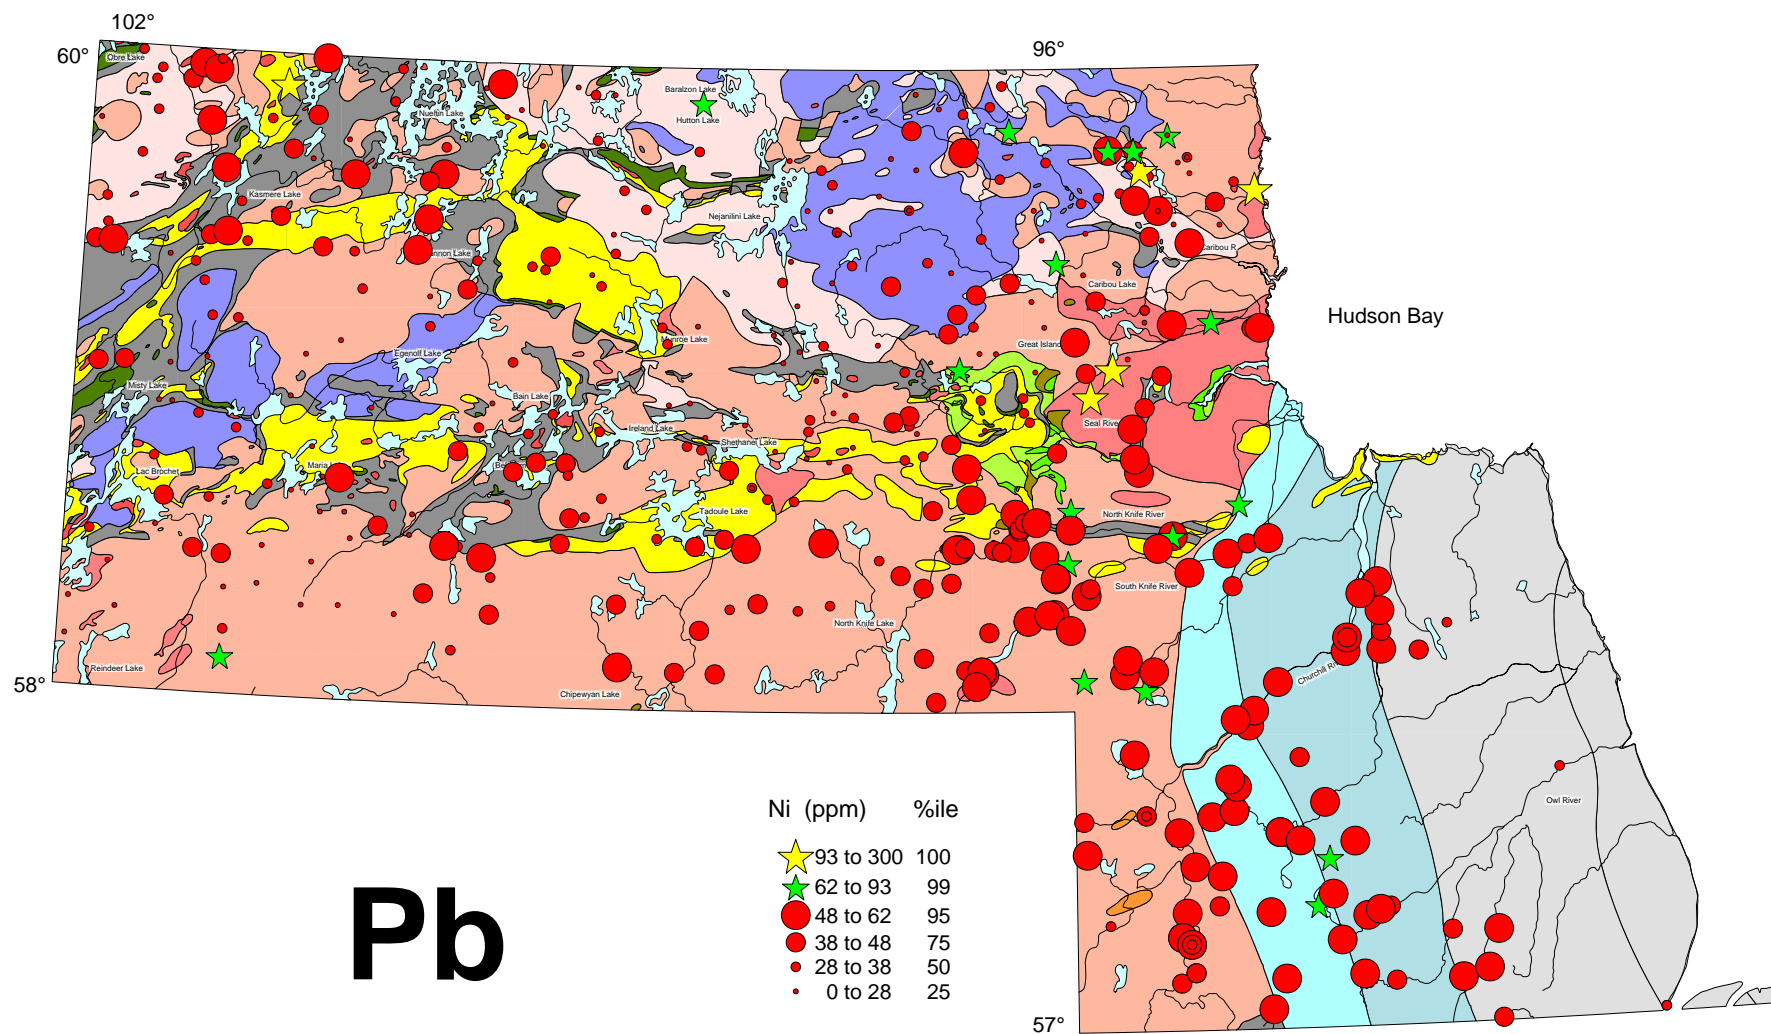 102°
60°
96°
Obre Lake
Baralzon Lake
Nueltin Lake
Hutton Lake
Kasmere Lake
Nejanilini Lake
Caribou R
Caribou Lake
Hudson Bay
Munroe Lake
Great Island
Egenolf Lake
Misty Lake
Bain Lake
Seal River
Ireland Lake
Shethanei Lake
Lac Brochet
Maria
Tadoule Lake
North Knife River
South Knife River
North Knife Lake
Reindeer Lake
Churchill Riv
58°
Chipewyan Lake
Owl River
Ni (ppm) %ile
93 to 300 100
62 to 93 99
48 to 62 95
38 to 48 75
28 to 38 50
0 to 28 25
Pb
57°